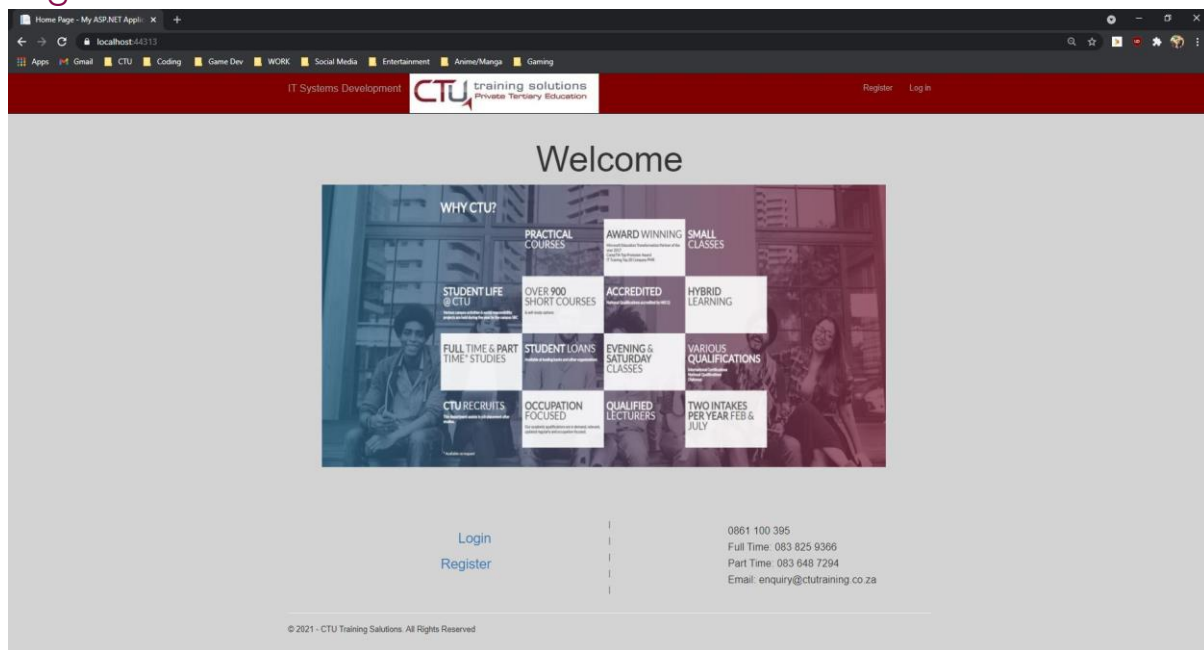 Home Page - My ASP.NET Applic
localhost:44313
Apps Gmail CTU Coding Game Dev WORK Social Media Entertainment Anime/Manga Gaming
IT Systems Development
CTU training solutions
Private Tertiary Education
Register Log in
Welcome
WHY CTU?
PRACTICAL
COURSES
AWARD WINNING
SMALL
CLASSES
STUDENT LIFE
@CTU
OVER 900
SHORT COURSES
ACCREDITED
HYBRID
LEARNING
FULL TIME & PART
TIME* STUDIES
STUDENT LOANS
EVENING &
SATURDAY
CLASSES
VARIOUS
QUALIFICATIONS
CTU RECRUITS
OCCUPATION
FOCUSED
QUALIFIED
LECTURERS
TWO INTAKES
PER YEAR FEB &
JULY
Login
Register
0861 100 395
Full Time: 083 825 9366
Part Time: 083 648 7294
Email: enquiry@ctutraining.co.za
© 2021 - CTU Training Salutions. All Rights Reserved